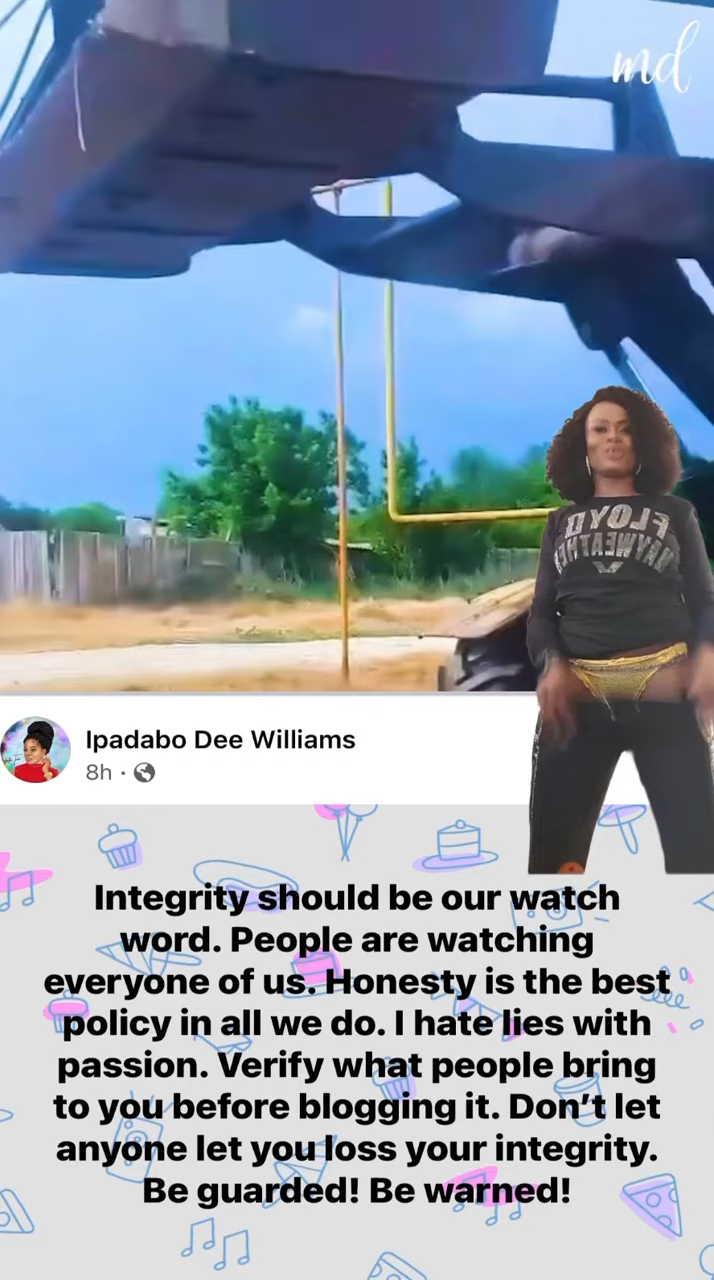 md
FLOYD
MAYWEATHER
Ipadabo Dee Williams
8h ·
Integrity should be our watch
word. People are watching
everyone of us. Honesty is the best
policy in all we do. I hate lies with
passion. Verify what people bring
to you before blogging it. Don’t let
anyone let you loss your integrity.
Be guarded! Be warned!